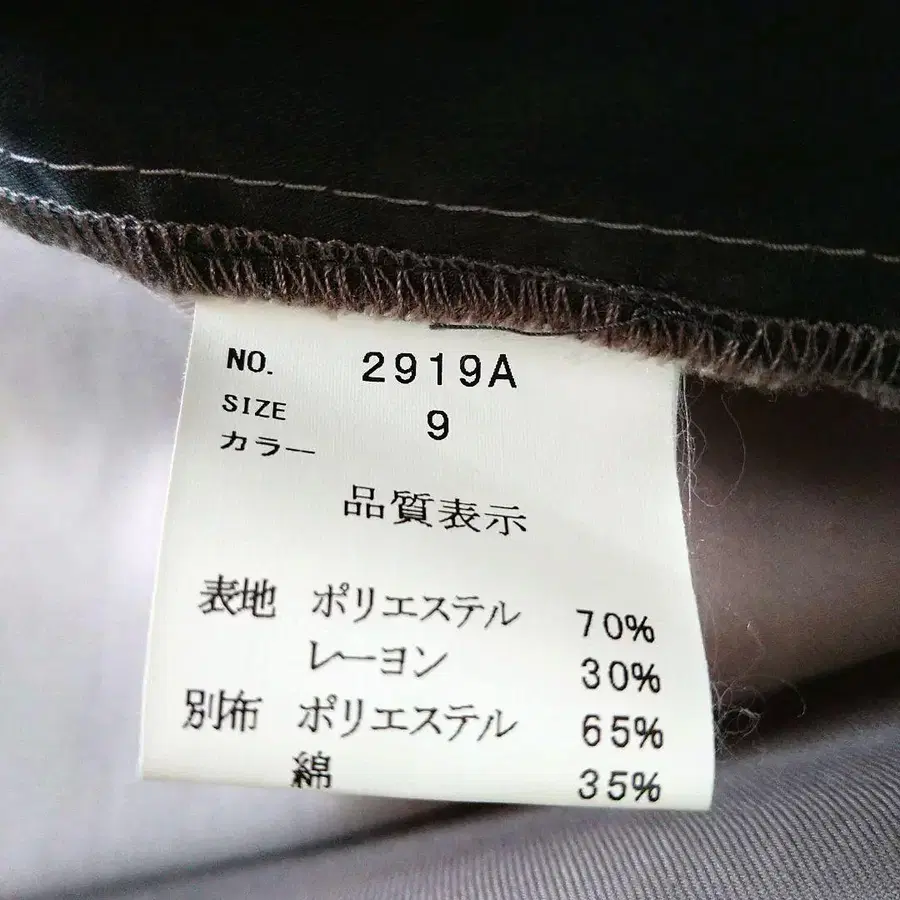 NO. 2919A
SIZE 9
カラー
品質表示
表地 ポリエステル 70%
レーヨン 30%
別布 ポリエステル 65%
綿 35%